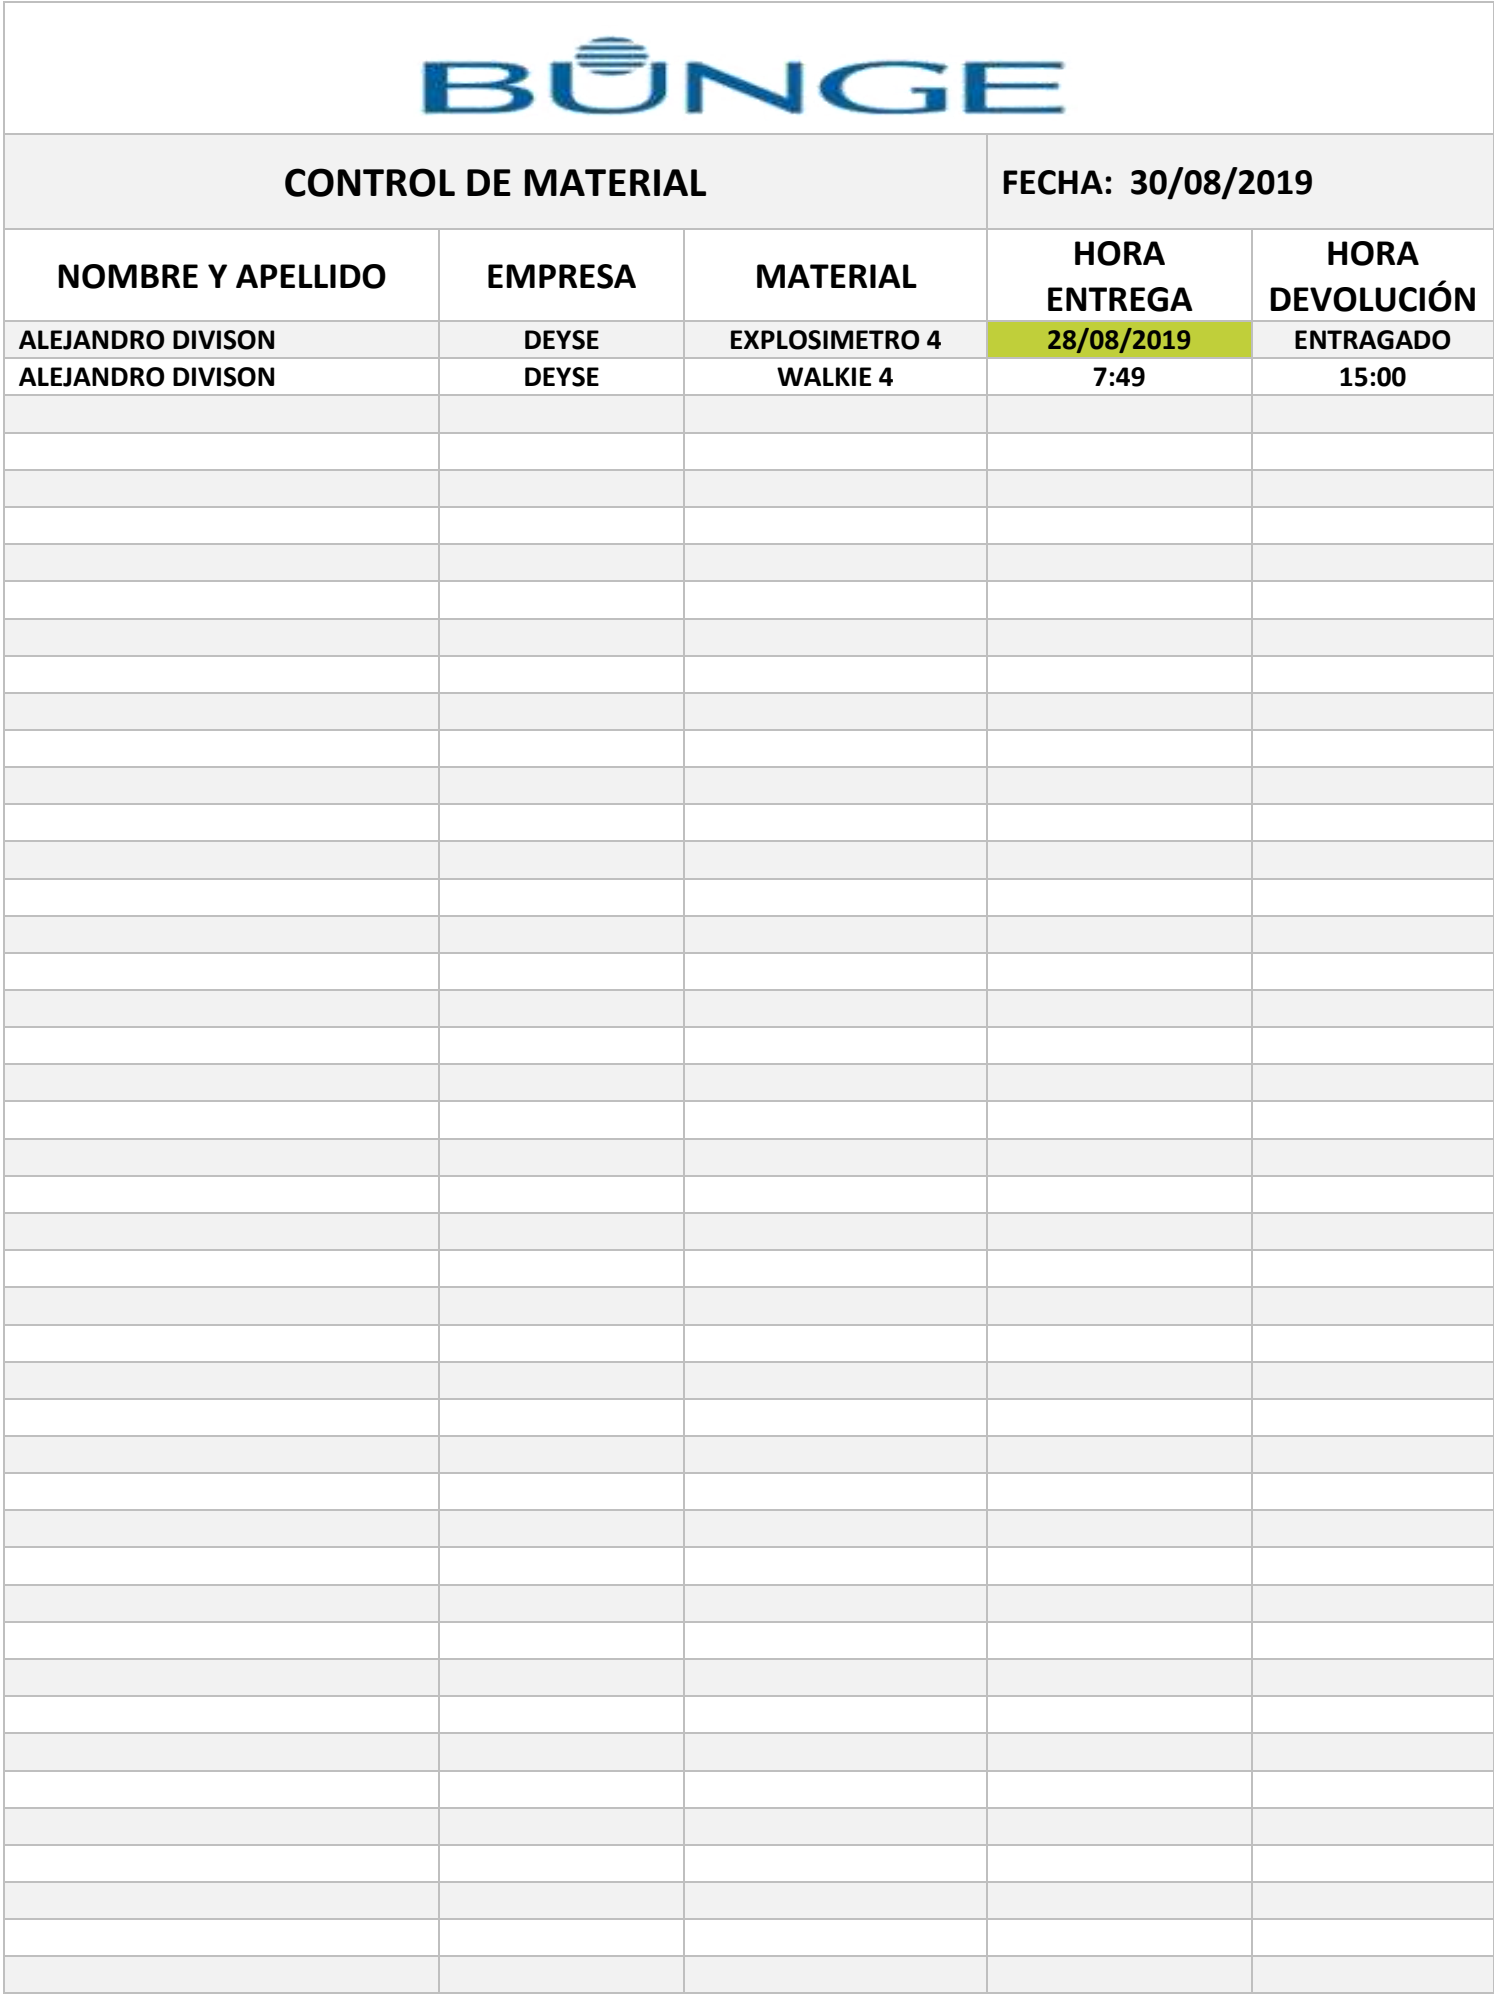 BUNGE
CONTROL DE MATERIAL FECHA: 30/08/2019
NOMBRE Y APELLIDO EMPRESA MATERIAL HORA ENTREGA HORA DEVOLUCIÓN
ALEJANDRO DIVISON DEYSE EXPLOSIMETRO 4 28/08/2019 ENTRAGADO
ALEJANDRO DIVISON DEYSE WALKIE 4 7:49 15:00